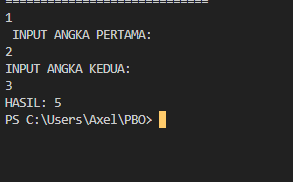 ==============================
1
INPUT ANGKA PERTAMA:
2
INPUT ANGKA KEDUA:
3
HASIL: 5
PS C:\Users\Axel\PBO>